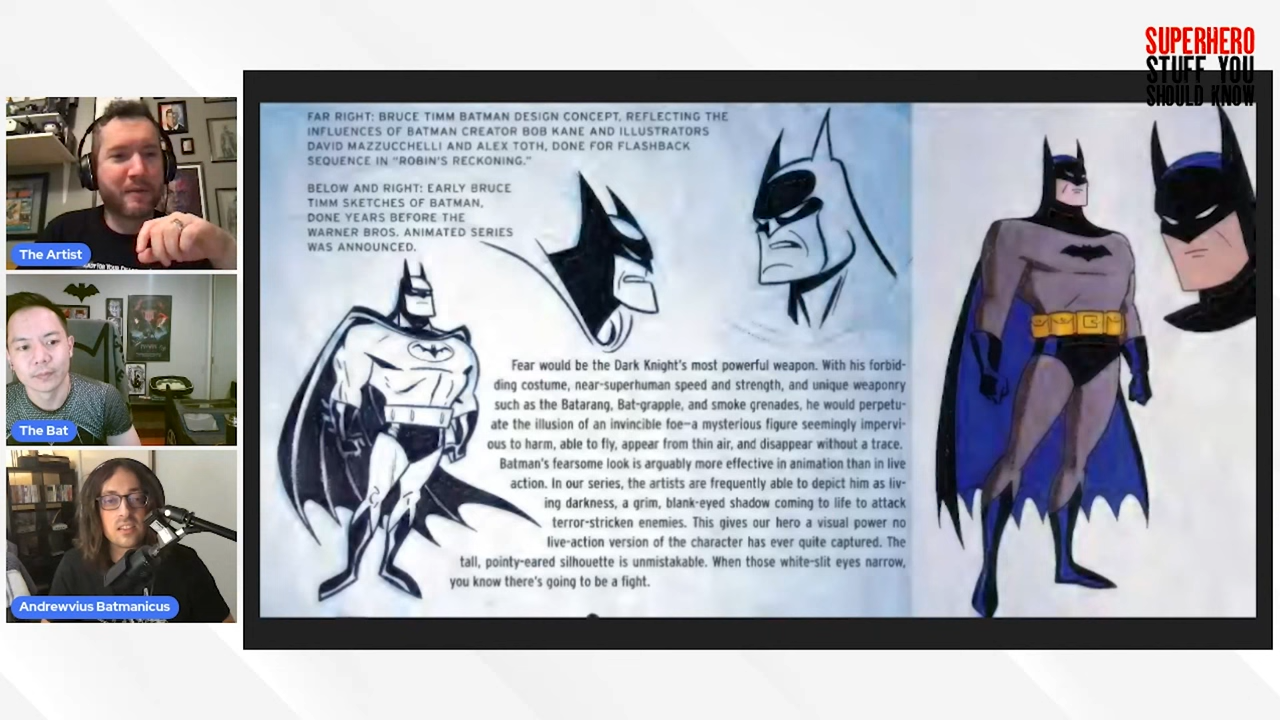 SUPERHERO
STUFF YOU
SHOULD KNOW
The Artist
The Bat
Andrewvius Batmanicus
FAR RIGHT: BRUCE TIMM BATMAN DESIGN CONCEPT, REFLECTING THE
INFLUENCES OF BATMAN CREATOR BOB KANE AND ILLUSTRATORS
DAVID MAZZUCCHELLI AND ALEX TOTH, DONE FOR FLASHBACK
SEQUENCE IN “ROBIN’S RECKONING.”
BELOW AND RIGHT: EARLY BRUCE
TIMM SKETCHES OF BATMAN,
DONE YEARS BEFORE THE
WARNER BROS. ANIMATED SERIES
WAS ANNOUNCED.
Fear would be the Dark Knight’s most powerful weapon. With his forbid-
ding costume, near-superhuman speed and strength, and unique weaponry
such as the Batarang, Bat-grapple, and smoke grenades, he would perpetu-
ate the illusion of an invincible foe—a mysterious figure seemingly impervi-
ous to harm, able to fly, appear from thin air, and disappear without a trace.
Batman’s fearsome look is arguably more effective in animation than in live
action. In our series, the artists are frequently able to depict him as liv-
ing darkness, a grim, blank-eyed shadow coming to life to attack
terror-stricken enemies. This gives our hero a visual power no
live-action version of the character has ever quite captured. The
tall, pointy-eared silhouette is unmistakable. When those white-slit eyes narrow,
you know there’s going to be a fight.